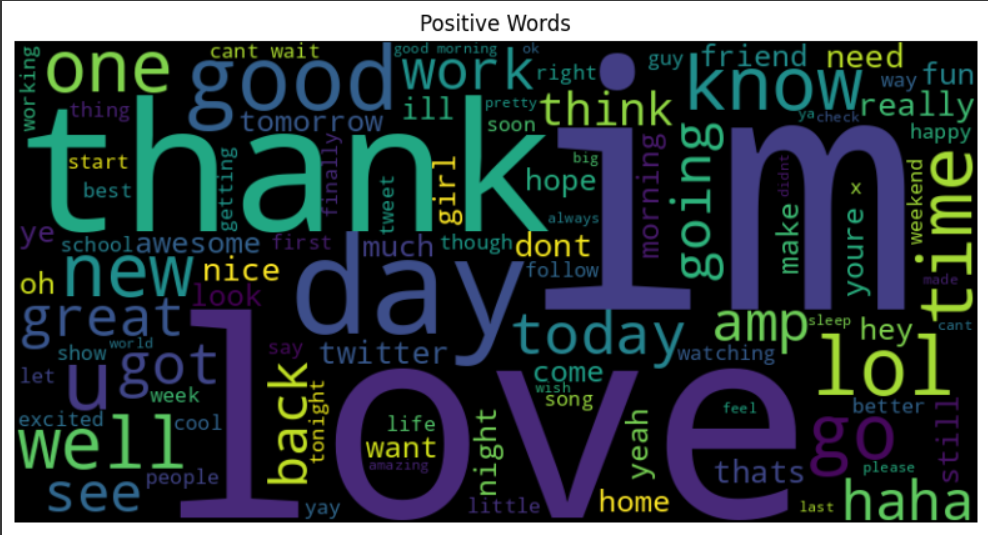 Positive Words
working
one
cant wait
good
good morning
ok
work
right
im
guy
friend
need
know
way
fun
thing
tomorrow
ill
pretty
soon
think
ya
check
really
happy
thank
start
best
getting
finally
tweet
girl
big
hope
always
morning
going
didnt
make
x
youre
weekend
time
ye
school
awesome
first
much
though
dont
follow
oh
new
nice
look
day
made
great
today
amp
sleep
hey
cant
show
world
got
say
twitter
watching
lol
let
u
week
love
back
tonight
come
wish
song
excited
cool
life
feel
better
well
want
amazing
night
yeah
go
still
see
people
thats
please
yay
little
home
last
haha